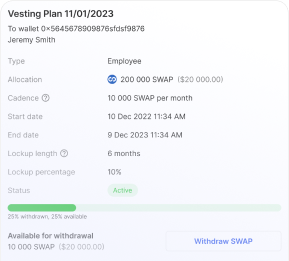 Vesting Plan 11/01/2023
To wallet 0x5645678909876sfdsf9876
Jeremy Smith
Type Employee
Allocation 200 000 SWAP ($20 000.00)
Cadence ? 10 000 SWAP per month
Start date 10 Dec 2022 11:34 AM
End date 9 Dec 2023 11:34 AM
Lockup length ? 6 months
Lockup percentage 10%
Status Active
25% withdrawn, 25% available
Available for withdrawal
10 000 SWAP ($20 000.00)
Withdraw SWAP